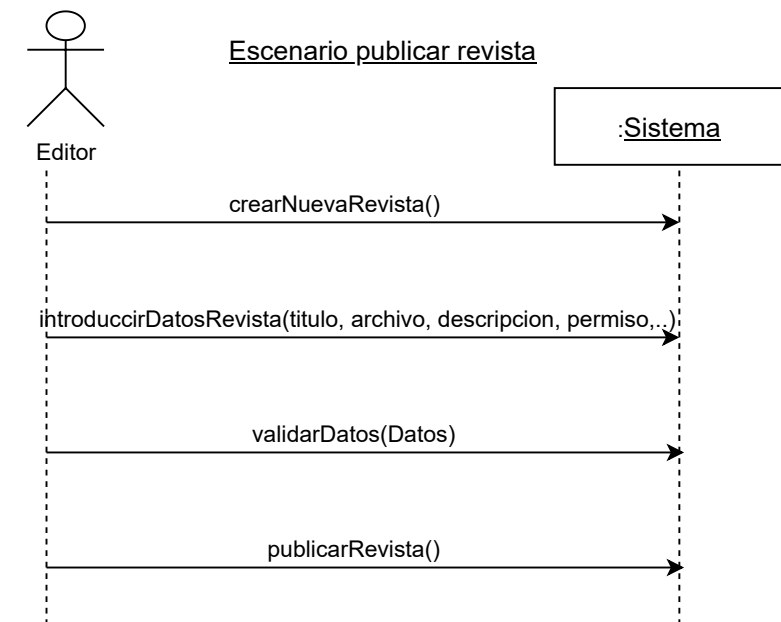 Escenario publicar revista
:Sistema
Editor
crearNuevaRevista()
introduccirDatosRevista(titulo, archivo, descripcion, permiso,..)
validarDatos(Datos)
publicarRevista()